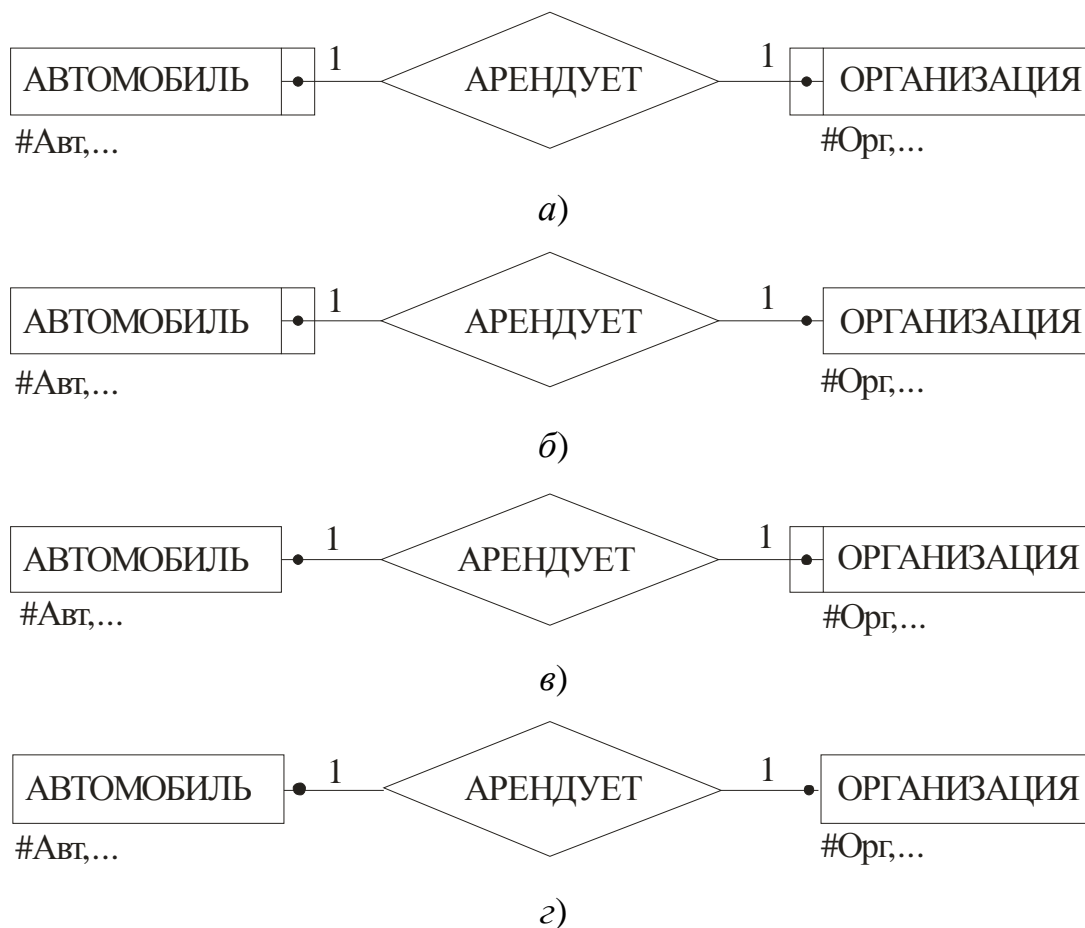 АВТОМОБИЛЬ 1 АРЕНДУЕТ 1 ОРГАНИЗАЦИЯ
#Авт,... #Орг,...
а)
АВТОМОБИЛЬ 1 АРЕНДУЕТ 1 ОРГАНИЗАЦИЯ
#Авт,... #Орг,...
б)
АВТОМОБИЛЬ 1 АРЕНДУЕТ 1 ОРГАНИЗАЦИЯ
#Авт,... #Орг,...
в)
АВТОМОБИЛЬ 1 АРЕНДУЕТ 1 ОРГАНИЗАЦИЯ
#Авт,... #Орг,...
г)